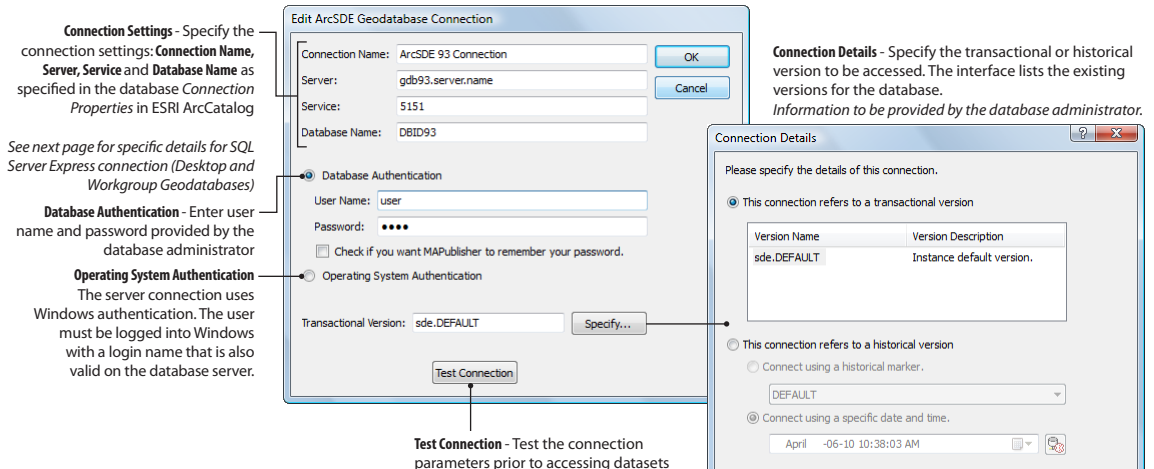 Connection Settings - Specify the
connection settings: Connection Name,
Server, Service and Database Name as
specified in the database Connection
Properties in ESRI ArcCatalog
See next page for specific details for SQL
Server Express connection (Desktop and
Workgroup Geodatabases)
Database Authentication - Enter user
name and password provided by the
database administrator
Operating System Authentication
The server connection uses
Windows authentication. The user
must be logged into Windows
with a login name that is also
valid on the database server.
Edit ArcSDE Geodatabase Connection
Connection Name: ArcSDE 93 Connection
OK
Server: gdb93.server.name
Cancel
Service: 5151
Database Name: DBID93
Database Authentication
User Name: user
Password: ●●●●
Check if you want MAPublisher to remember your password.
Operating System Authentication
Transactional Version: sde.DEFAULT Specify...
Test Connection
Test Connection - Test the connection
parameters prior to accessing datasets
Connection Details - Specify the transactional or historical
version to be accessed. The interface lists the existing
versions for the database.
Information to be provided by the database administrator.
Connection Details
Please specify the details of this connection.
This connection refers to a transactional version
Version Name Version Description
sde.DEFAULT Instance default version.
This connection refers to a historical version
Connect using a historical marker.
DEFAULT
Connect using a specific date and time.
April -06-10 10:38:03 AM